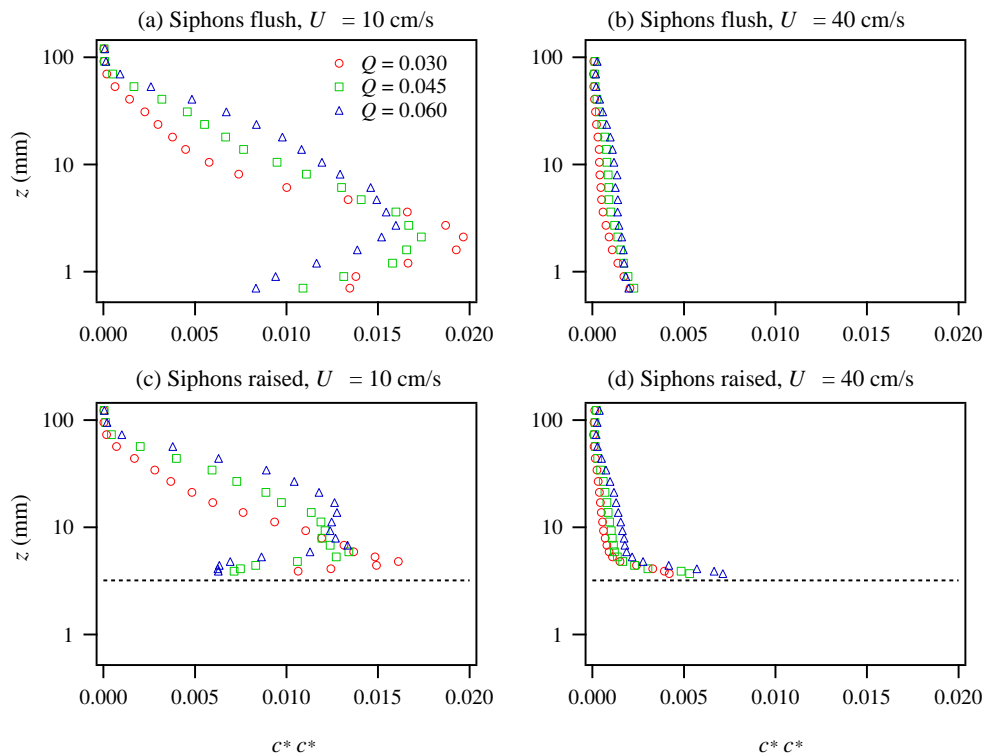 (a) Siphons flush, U = 10 cm/s
(b) Siphons flush, U = 40 cm/s
Q = 0.030
Q = 0.045
Q = 0.060
z (mm)
100
10
1
0.000 0.005 0.010 0.015 0.020
z (mm)
100
10
1
0.000 0.005 0.010 0.015 0.020
(c) Siphons raised, U = 10 cm/s
(d) Siphons raised, U = 40 cm/s
z (mm)
100
10
1
0.000 0.005 0.010 0.015 0.020
c* c*
z (mm)
100
10
1
0.000 0.005 0.010 0.015 0.020
c* c*